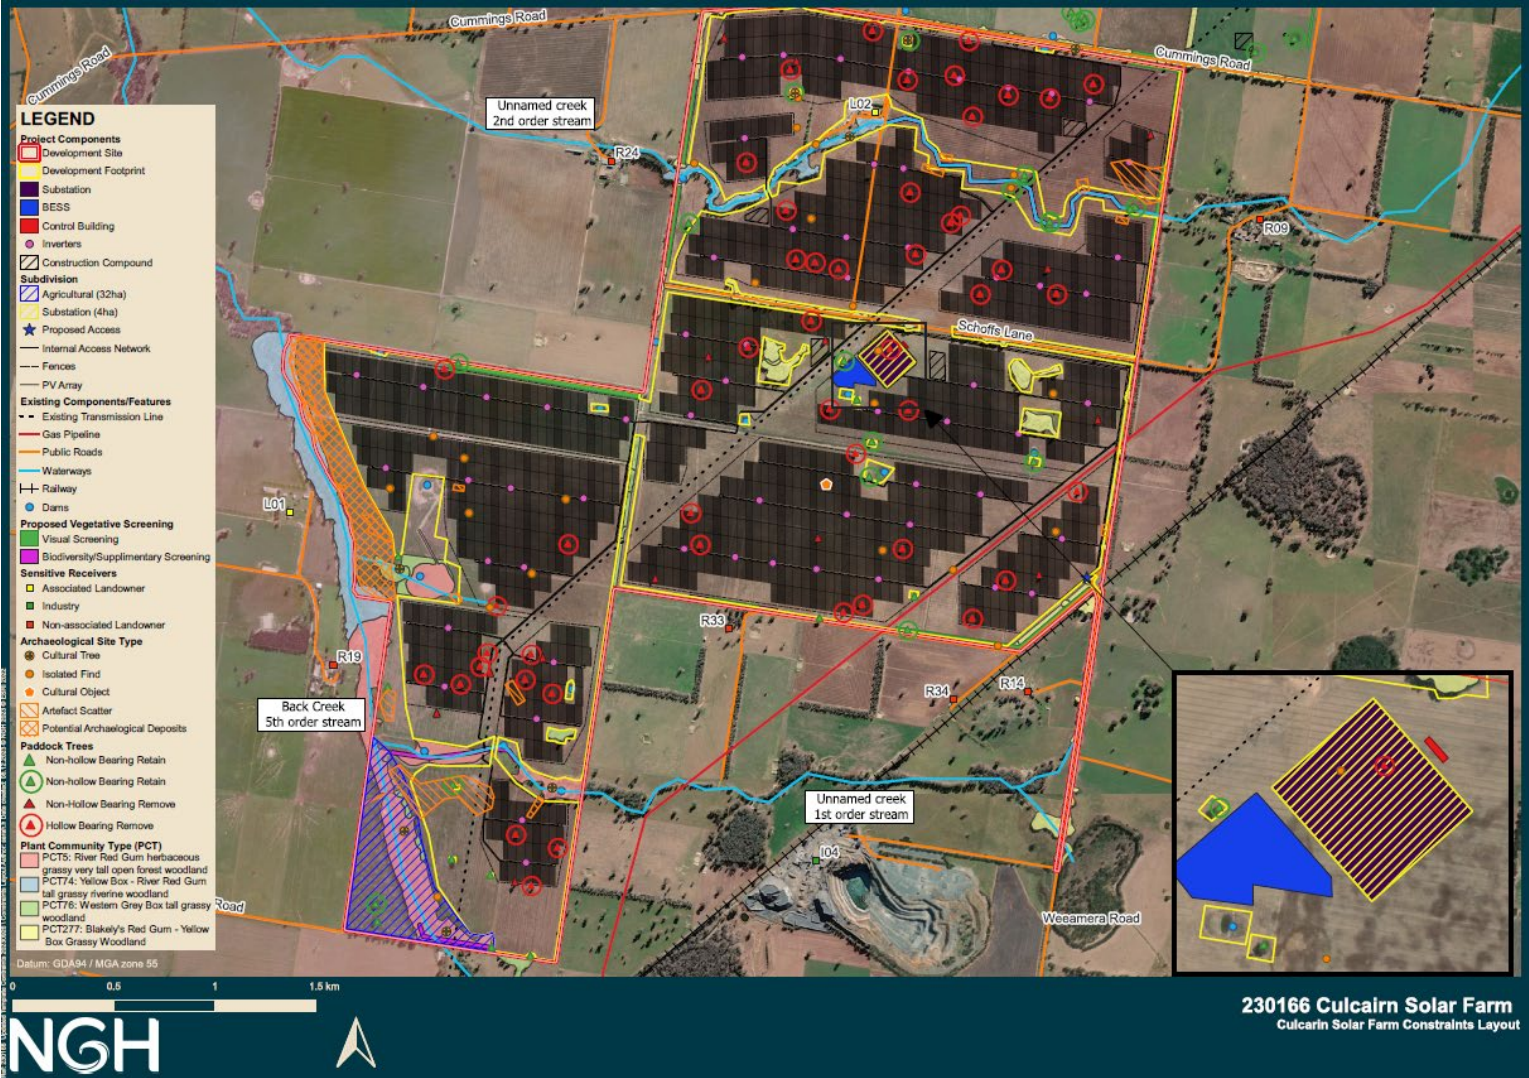 Cummings Road
Cummings Road
Cummings Road
LEGEND
Project Components
Development Site
Development Footprint
Substation
BESS
Control Building
Inverters
Construction Compound
Subdivision
Agricultural (32ha)
Substation (4ha)
Proposed Access
Internal Access Network
Fences
PV Array
Existing Components/Features
Existing Transmission Line
Gas Pipeline
Public Roads
Waterways
Railway
Dams
Proposed Vegetative Screening
Visual Screening
Biodiversity/Supplimentary Screening
Sensitive Receivers
Associated Landowner
Industry
Non-associated Landowner
Archaeological Site Type
Cultural Tree
Isolated Find
Cultural Object
Artefact Scatter
Potential Archaeological Deposits
Paddock Trees
Non-hollow Bearing Retain
Non-hollow Bearing Retain
Non-Hollow Bearing Remove
Hollow Bearing Remove
Plant Community Type (PCT)
PCT5: River Red Gum herbaceous
grassy very tall open forest woodland
PCT74: Yellow Box - River Red Gum
tall grassy riverine woodland
PCT76: Western Grey Box tall grassy
woodland
PCT277: Blakely's Red Gum - Yellow
Box Grassy Woodland
Datum: GDA94 / MGA zone 55
Unnamed creek
2nd order stream
R24
L02
R09
Schoffs Lane
L01
R19
R33
R34
R14
Back Creek
5th order stream
Unnamed creek
1st order stream
I04
Road
Weeamera Road
0 0.5 1 1.5 km
NGH
230166 Culcairn Solar Farm
Culcarin Solar Farm Constraints Layout